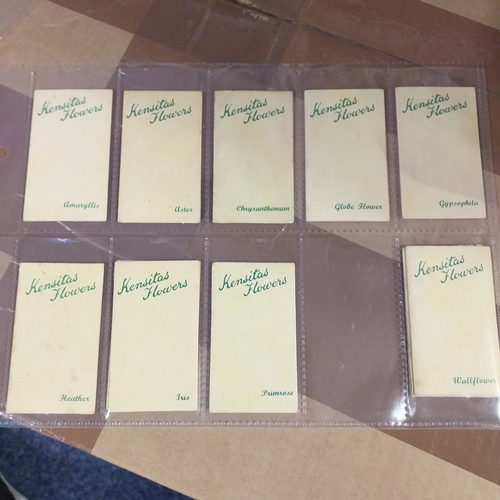 Kensitas
Flowers
Amaryllis
Kensitas
Flowers
Aster
Kensitas
Flowers
Chrysanthemum
Kensitas
Flowers
Globe Flower
Kensitas
Flowers
Gypsophila
Kensitas
Flowers
Heather
Kensitas
Flowers
Iris
Kensitas
Flowers
Primrose
Kensitas
Flowers
Wallflower